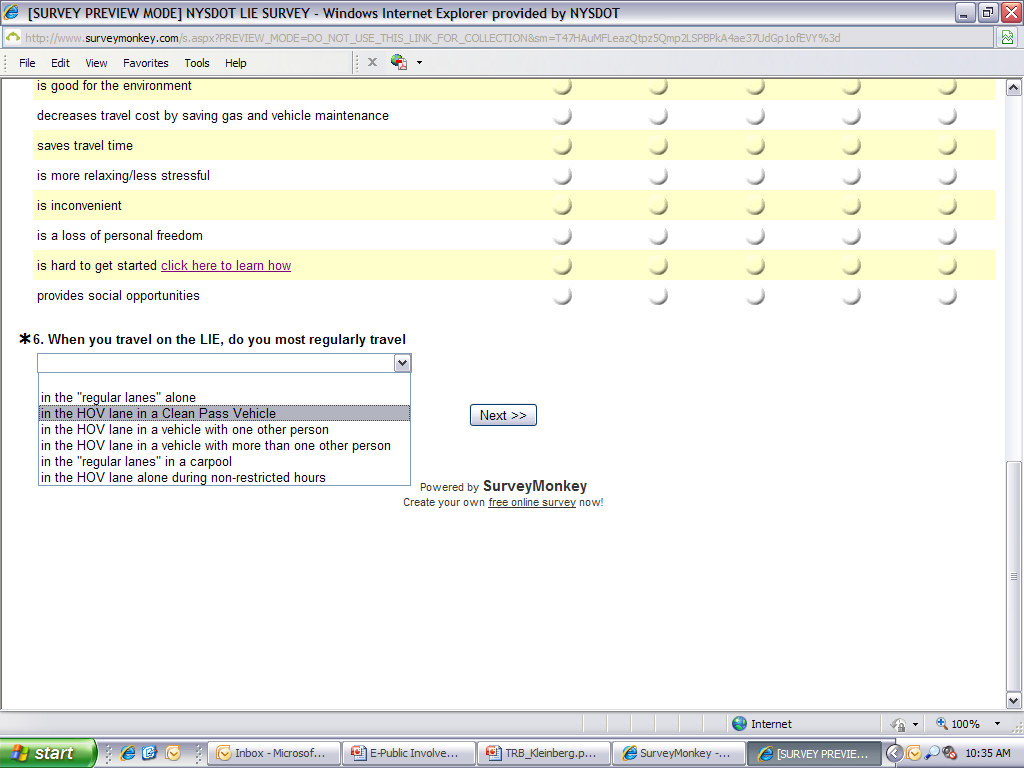 [SURVEY PREVIEW MODE] NYSDOT LIE SURVEY - Windows Internet Explorer provided by NYSDOT
http://www.surveymonkey.com/s.aspx?PREVIEW_MODE=DO_NOT_USE_THIS_LINK_FOR_COLLECTION&sm=T47HAuMFLeazQtpz5Qmp2LSPBPkA4ae37UdGp1ofEVY%3d
File Edit View Favorites Tools Help
is good for the environment
decreases travel cost by saving gas and vehicle maintenance
saves travel time
is more relaxing/less stressful
is inconvenient
is a loss of personal freedom
is hard to get started click here to learn how
provides social opportunities
*6. When you travel on the LIE, do you most regularly travel
in the "regular lanes" alone
in the HOV lane in a Clean Pass Vehicle
in the HOV lane in a vehicle with one other person
in the HOV lane in a vehicle with more than one other person
in the "regular lanes" in a carpool
in the HOV lane alone during non-restricted hours
Next >>
Powered by SurveyMonkey
Create your own free online survey now!
Internet 100%
start Inbox - Microsof... E-Public Involve... TRB_Kleinberg.p... SurveyMonkey -... [SURVEY PREVIE... 10:35 AM